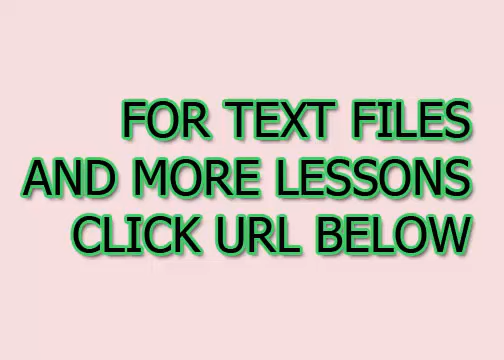 FOR TEXT FILES
AND MORE LESSONS
CLICK URL BELOW